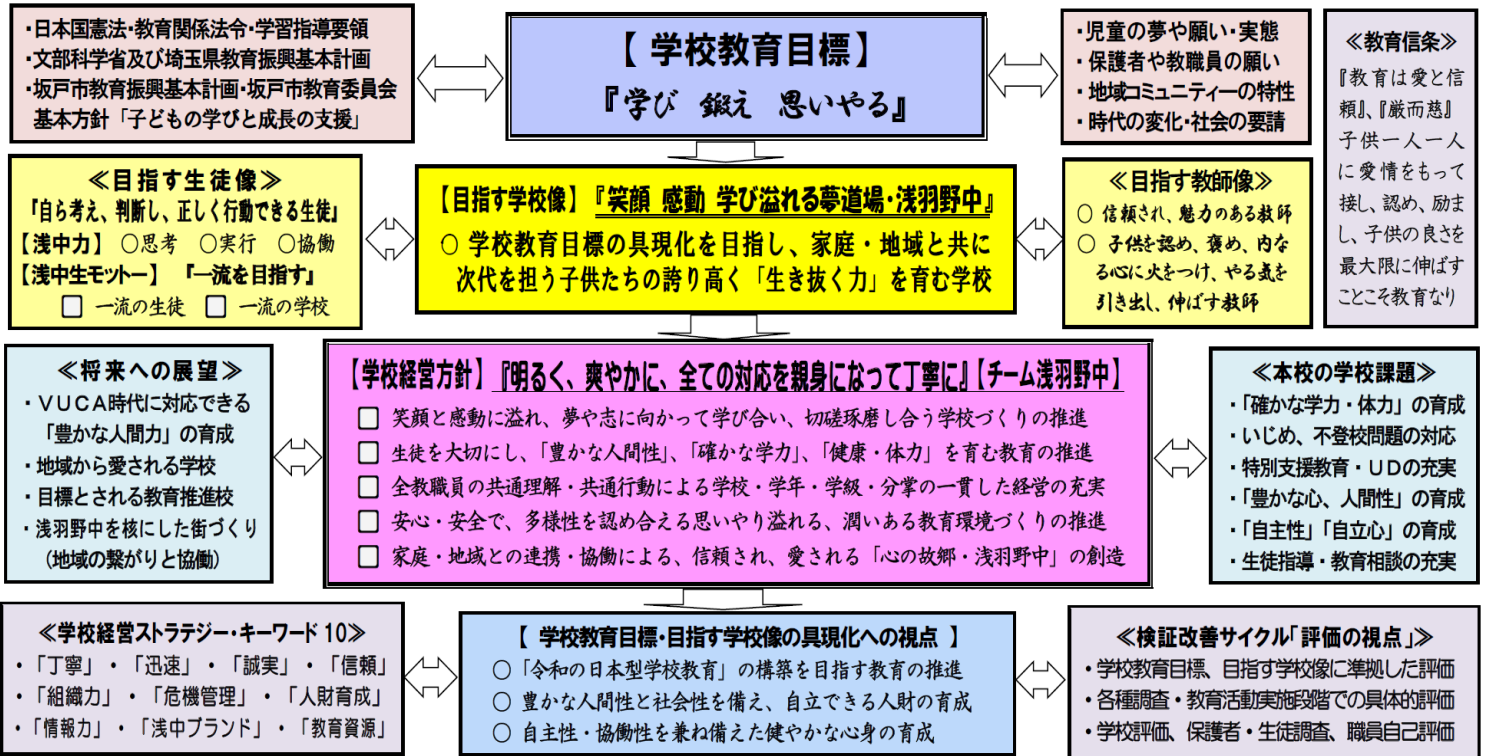 ・日本国憲法・教育関係法令・学習指導要領
・文部科学省及び埼玉県教育振興基本計画
・坂戸市教育振興基本計画・坂戸市教育委員会
基本方針「子どもの学びと成長の支援」
【 学校教育目標】
『学び 鍛え 思いやる』
・児童の夢や願い・実態
・保護者や教職員の願い
・地域コミュニティーの特性
・時代の変化・社会の要請
≪教育信条≫
『教育は愛と信
頼』、『厳而慈』
子供一人一人
に愛情をもって
接し、認め、励ま
し、子供の良さを
最大限に伸ばす
ことこそ教育なり
≪目指す生徒像≫
『自ら考え、判断し、正しく行動できる生徒』
【浅中力】 ○思考 ○実行 ○協働
【浅中生モットー】 『一流を目指す』
□ 一流の生徒 □ 一流の学校
【目指す学校像】『笑顔 感動 学び溢れる夢道場・浅羽野中』
○ 学校教育目標の具現化を目指し、家庭・地域と共に
次代を担う子供たちの誇り高く「生き抜く力」を育む学校
≪目指す教師像≫
○ 信頼され、魅力のある教師
○ 子供を認め、褒め、内な
る心に火をつけ、やる気を
引き出し、伸ばす教師
≪将来への展望≫
・VUCA時代に対応できる
「豊かな人間力」の育成
・地域から愛される学校
・目標とされる教育推進校
・浅羽野中を核にした街づくり
(地域の繋がりと協働)
【学校経営方針】『明るく、爽やかに、全ての対応を親身になって丁寧に』【チーム浅羽野中】
□ 笑顔と感動に溢れ、夢や志に向かって学び合い、切磋琢磨し合う学校づくりの推進
□ 生徒を大切にし、「豊かな人間性」、「確かな学力」、「健康・体力」を育む教育の推進
□ 全教職員の共通理解・共通行動による学校・学年・学級・分掌の一貫した経営の充実
□ 安心・安全で、多様性を認め合える思いやり溢れる、潤いある教育環境づくりの推進
□ 家庭・地域との連携・協働による、信頼され、愛される「心の故郷・浅羽野中」の創造
≪本校の学校課題≫
・「確かな学力・体力」の育成
・いじめ、不登校問題の対応
・特別支援教育・UDの充実
・「豊かな心、人間性」の育成
・「自主性」「自立心」の育成
・生徒指導・教育相談の充実
≪学校経営ストラテジー・キーワード10≫
・「丁寧」・「迅速」・「誠実」・「信頼」
・「組織力」・「危機管理」・「人財育成」
・「情報力」・「浅中ブランド」・「教育資源」
【 学校教育目標・目指す学校像の具現化への視点 】
○「令和の日本型学校教育」の構築を目指す教育の推進
○ 豊かな人間性と社会性を備え、自立できる人財の育成
○ 自主性・協働性を兼ね備えた健やかな心身の育成
≪検証改善サイクル「評価の視点」≫
・学校教育目標、目指す学校像に準拠した評価
・各種調査・教育活動実施段階での具体的評価
・学校評価、保護者・生徒調査、職員自己評価